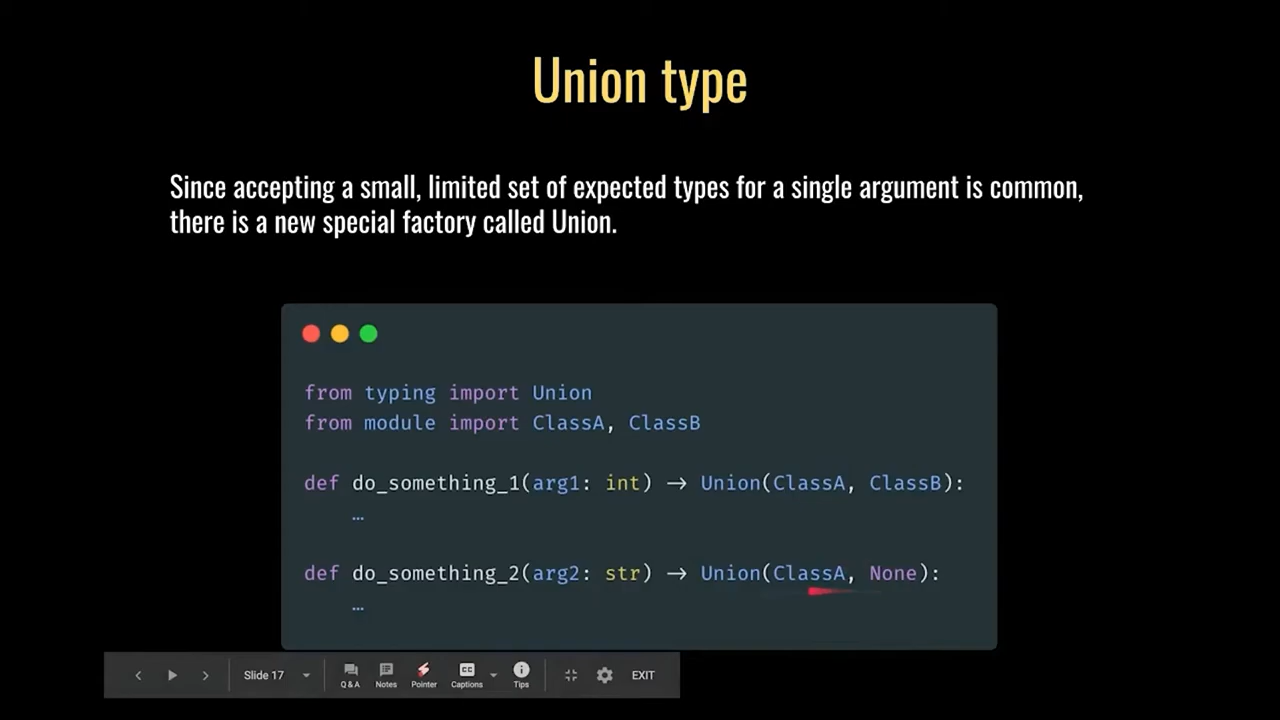 Union type
Since accepting a small, limited set of expected types for a single argument is common,
there is a new special factory called Union.
from typing import Union
from module import ClassA, ClassB
def do_something_1(arg1: int) → Union(ClassA, ClassB):
…
def do_something_2(arg2: str) → Union(ClassA, None):
…
Slide 17
Q & A Notes Pointer CC Captions Tips EXIT